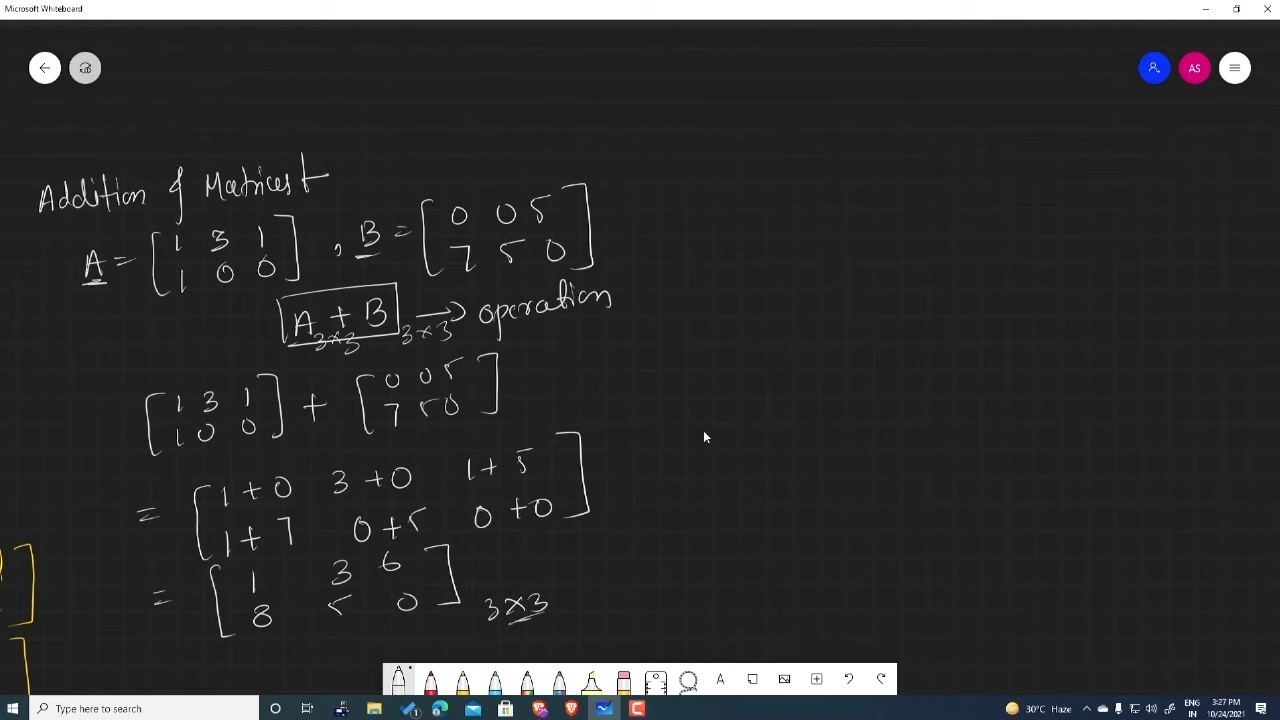 Microsoft Whiteboard
AS
Addition of Matrices :-
A = [ 1 3 1 , B = [ 0 0 5
1 0 0 ] 7 5 0 ]
A + B → operation
3×3 3×3
[ 1 3 1 + [ 0 0 5
1 0 0 ] 7 5 0 ]
= [ 1+0 3+0 1+5
1+7 0+5 0+0 ]
= [ 1 3 6
8 5 0 ] 3×3
A
Type here to search
1
30°C Haze
ENG
IN
3:27 PM
10/24/2021